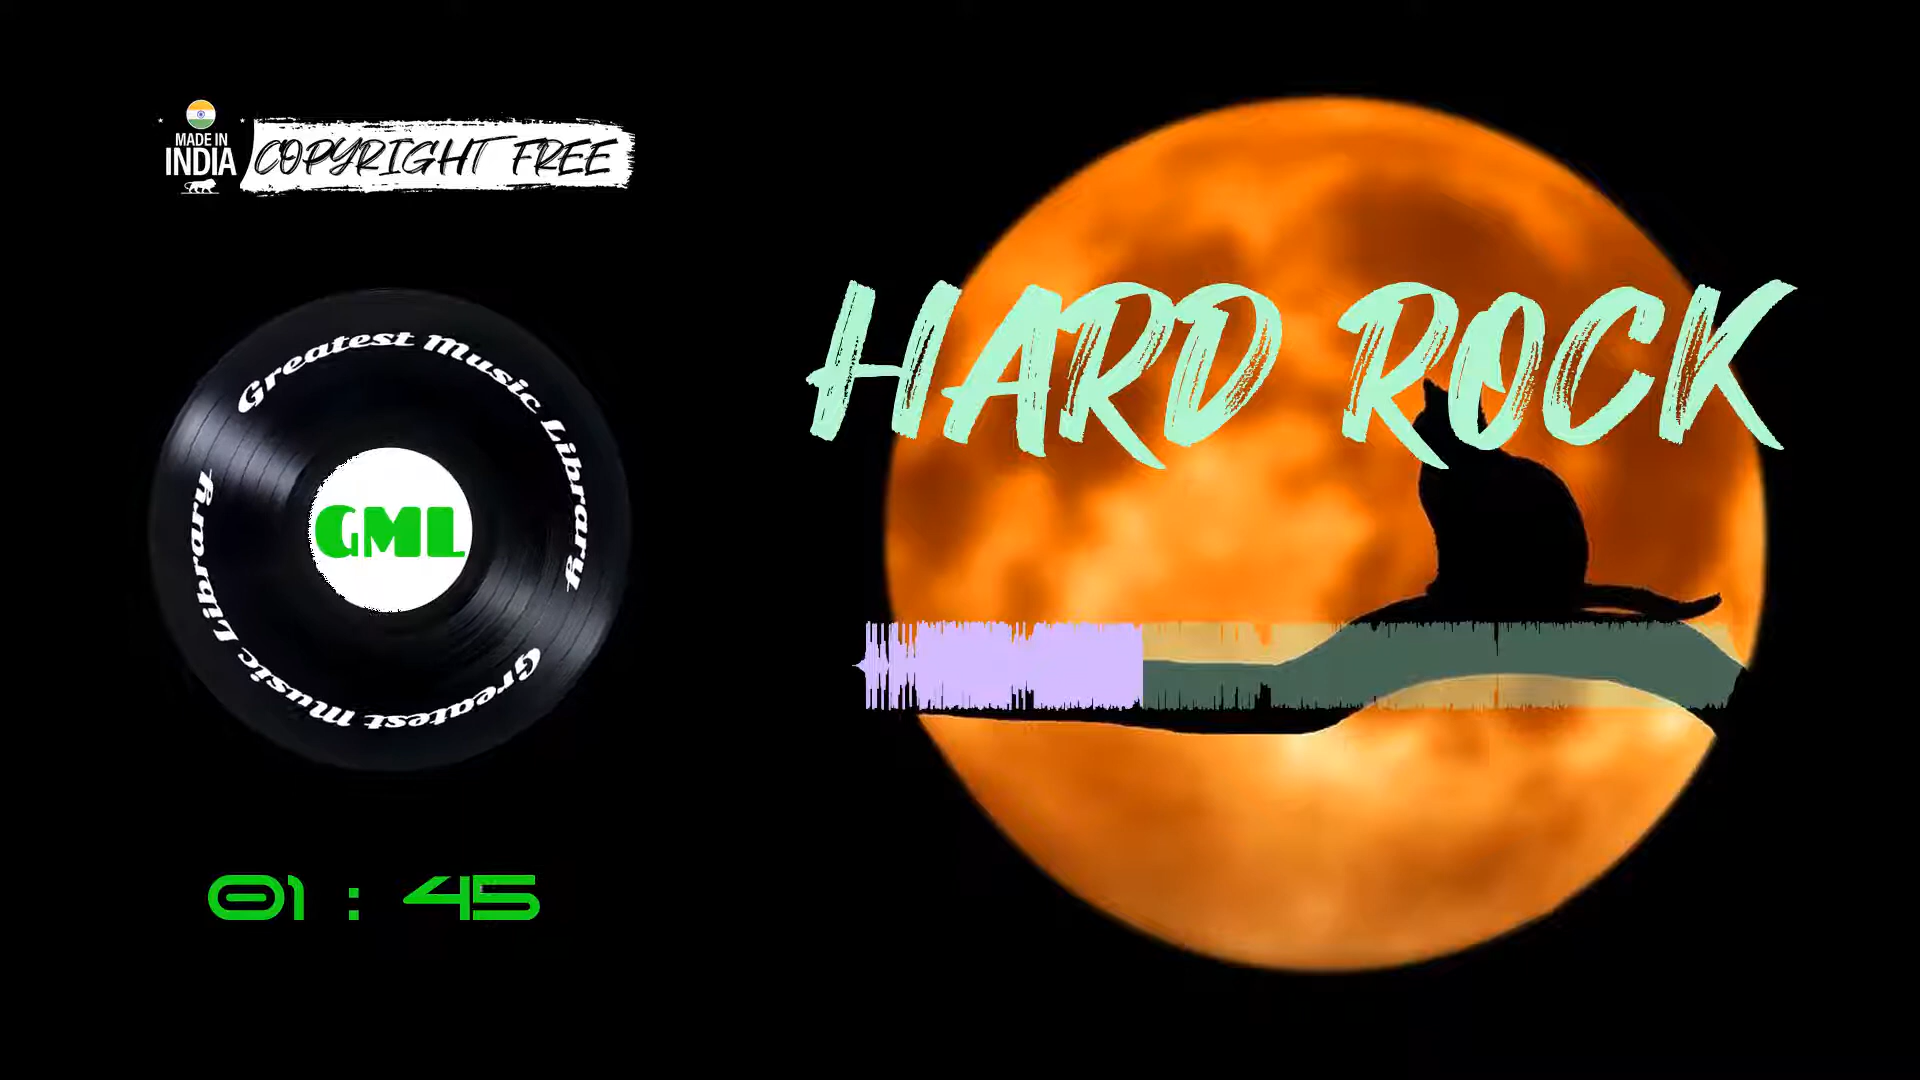 MADE IN
INDIA
COPYRIGHT FREE
HARD ROCK
Greatest Music Library
GML
Greatest Music Library
01 : 45